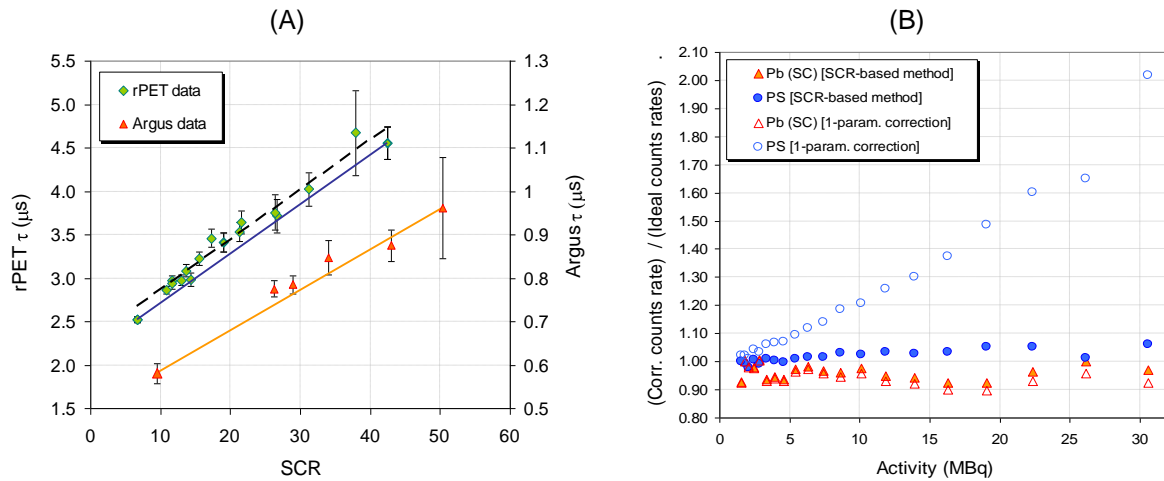 (A)
rPET τ (μs)
5.5
5.0
4.5
4.0
3.5
3.0
2.5
2.0
1.5
rPET data
Argus data
1.3
1.2
1.1
1
0.9
0.8
0.7
0.6
0.5
Argus τ (μs)
0 10 20 30 40 50 60
SCR
(B)
(Corr. counts rate) / (Ideal counts rates)
2.10
2.00
1.90
1.80
1.70
1.60
1.50
1.40
1.30
1.20
1.10
1.00
0.90
0.80
Pb (SC) [SCR-based method]
PS [SCR-based method]
Pb (SC) [1-param. correction]
PS [1-param. correction]
0 5 10 15 20 25 30
Activity (MBq)